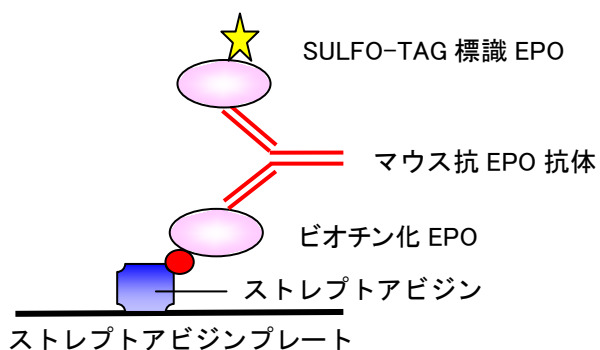 SULFO-TAG 標識 EPO
マウス抗 EPO 抗体
ビオチン化 EPO
ストレプトアビジン
ストレプトアビジンプレート